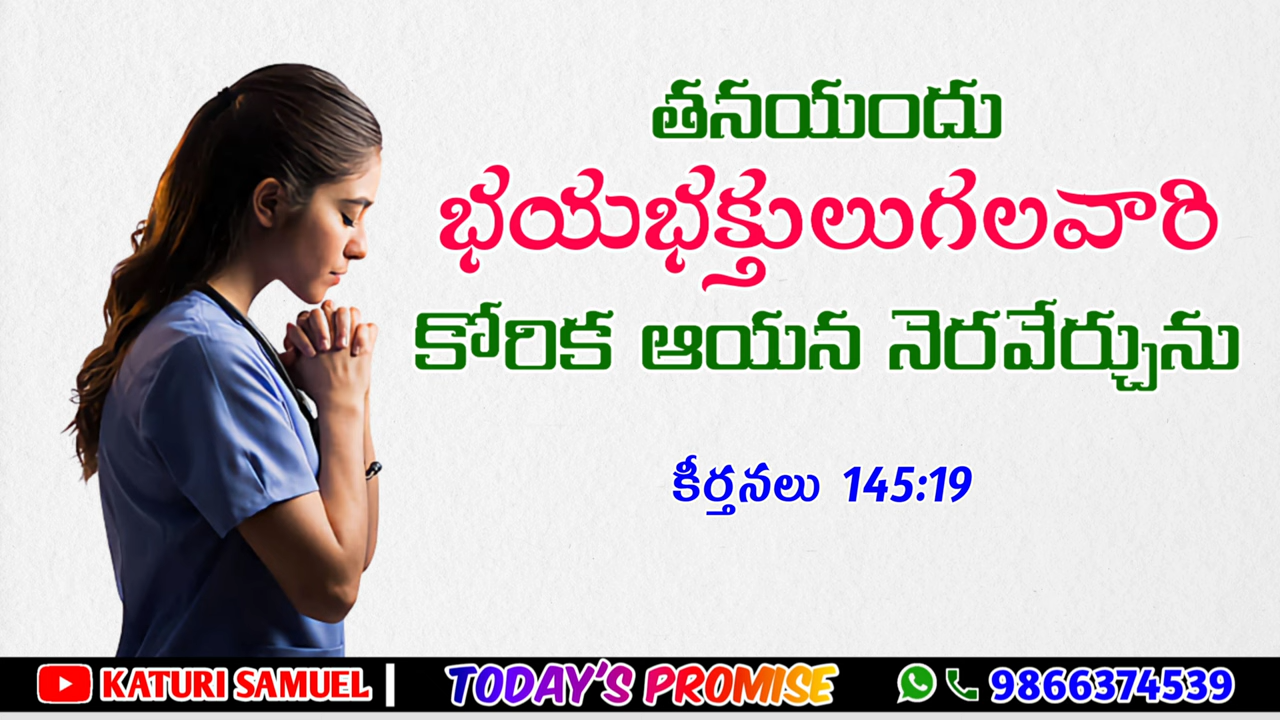 తనయందు
భయభక్తులుగలవారి
కోరిక ఆయన నెరవేర్చును
కీర్తనలు 145:19
KATURI SAMUEL | TODAY'S PROMISE 9866374539